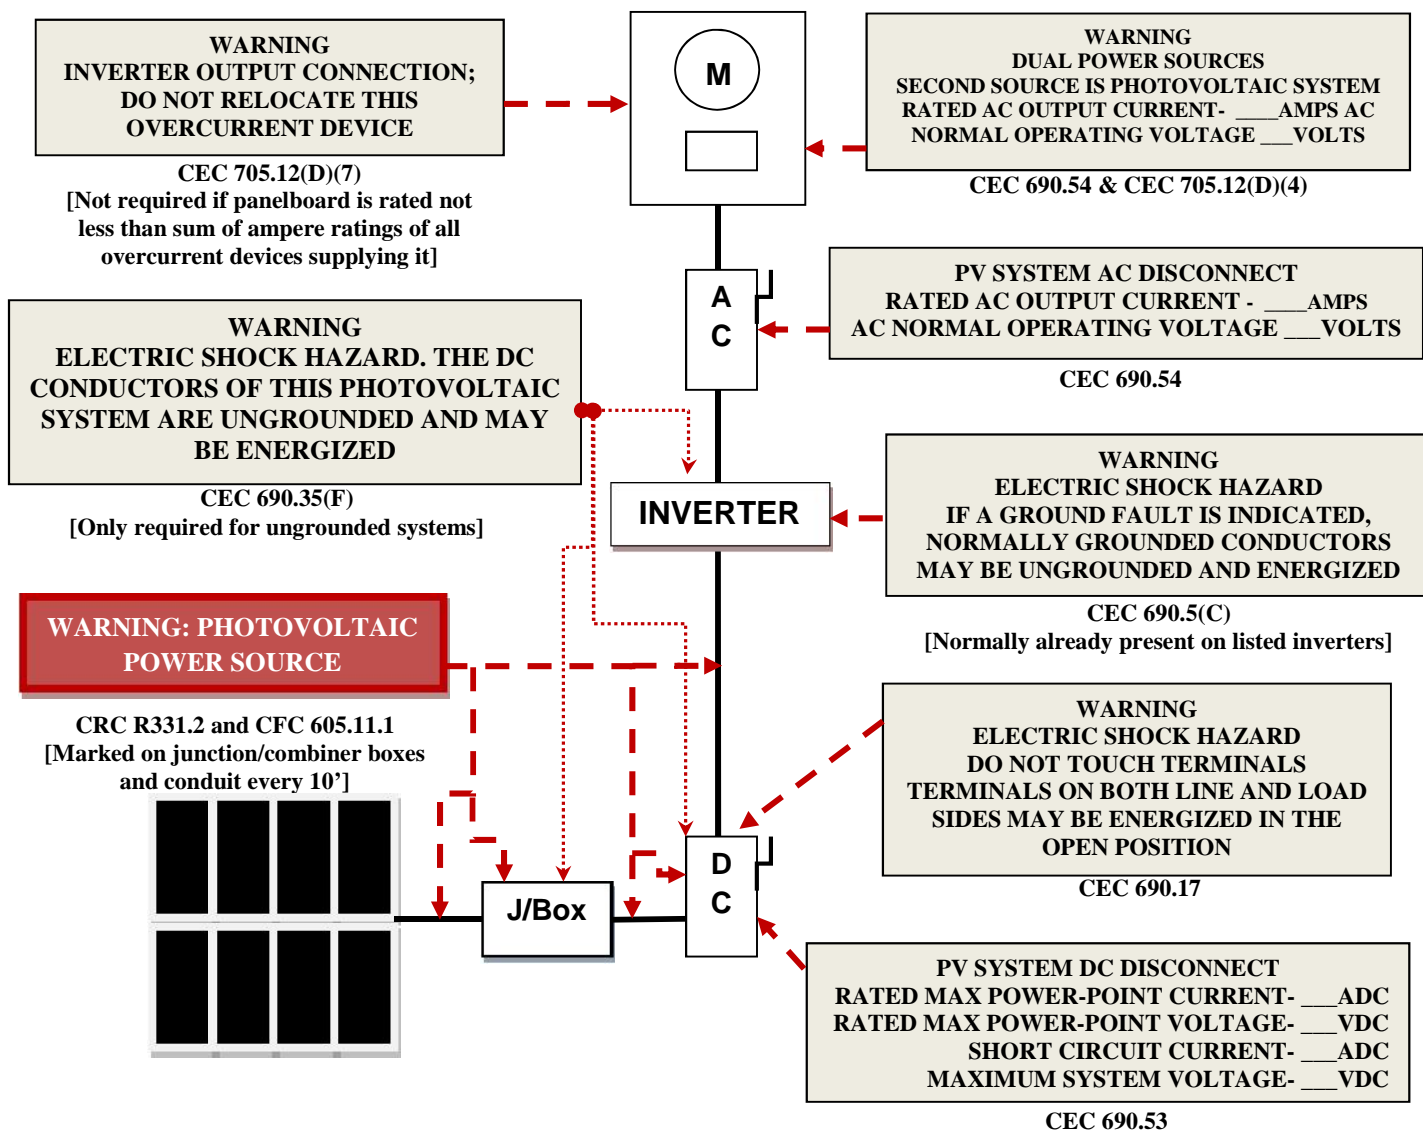 WARNING
INVERTER OUTPUT CONNECTION;
DO NOT RELOCATE THIS
OVERCURRENT DEVICE
CEC 705.12(D)(7)
[Not required if panelboard is rated not
less than sum of ampere ratings of all
overcurrent devices supplying it]
M
WARNING
DUAL POWER SOURCES
SECOND SOURCE IS PHOTOVOLTAIC SYSTEM
RATED AC OUTPUT CURRENT- ____AMPS AC
NORMAL OPERATING VOLTAGE ___VOLTS
CEC 690.54 & CEC 705.12(D)(4)
A
C
PV SYSTEM AC DISCONNECT
RATED AC OUTPUT CURRENT - ____AMPS
AC NORMAL OPERATING VOLTAGE ___VOLTS
CEC 690.54
WARNING
ELECTRIC SHOCK HAZARD. THE DC
CONDUCTORS OF THIS PHOTOVOLTAIC
SYSTEM ARE UNGROUNDED AND MAY
BE ENERGIZED
CEC 690.35(F)
[Only required for ungrounded systems]
INVERTER
WARNING
ELECTRIC SHOCK HAZARD
IF A GROUND FAULT IS INDICATED,
NORMALLY GROUNDED CONDUCTORS
MAY BE UNGROUNDED AND ENERGIZED
CEC 690.5(C)
[Normally already present on listed inverters]
WARNING: PHOTOVOLTAIC
POWER SOURCE
CRC R331.2 and CFC 605.11.1
[Marked on junction/combiner boxes
and conduit every 10’]
WARNING
ELECTRIC SHOCK HAZARD
DO NOT TOUCH TERMINALS
TERMINALS ON BOTH LINE AND LOAD
SIDES MAY BE ENERGIZED IN THE
OPEN POSITION
CEC 690.17
J/Box
D
C
PV SYSTEM DC DISCONNECT
RATED MAX POWER-POINT CURRENT- ___ADC
RATED MAX POWER-POINT VOLTAGE- ___VDC
SHORT CIRCUIT CURRENT- ___ADC
MAXIMUM SYSTEM VOLTAGE- ___VDC
CEC 690.53